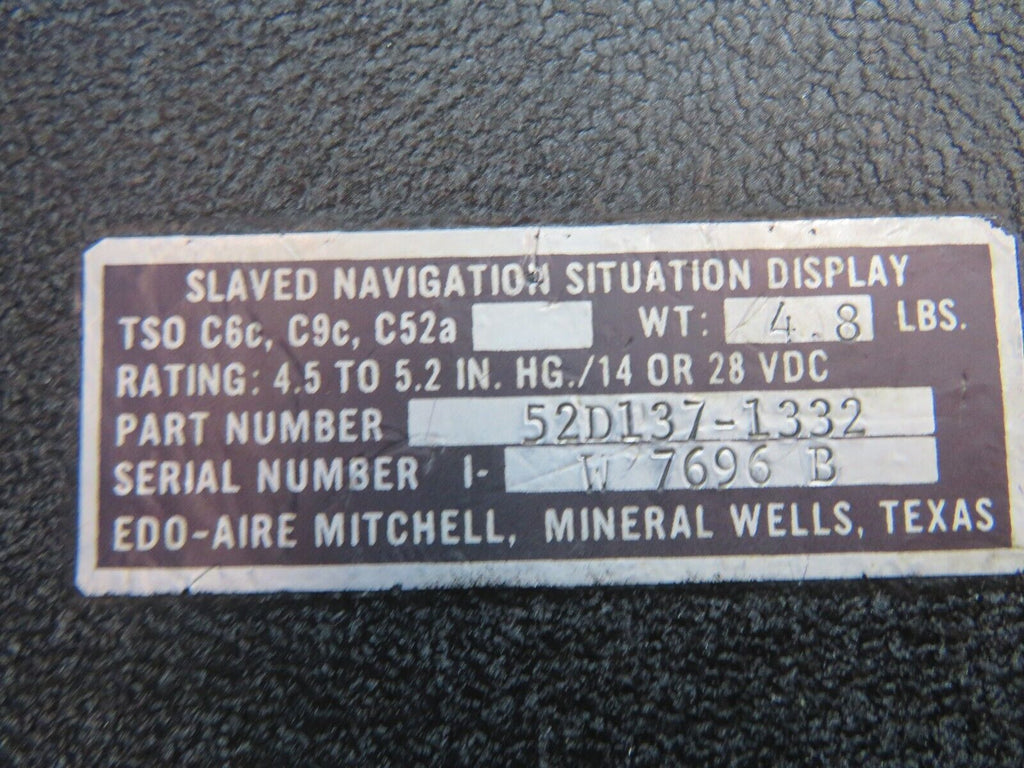 SLAVED NAVIGATION SITUATION DISPLAY
TSO C6c, C9c, C52a WT: 4.8 LBS.
RATING: 4.5 TO 5.2 IN. HG./14 OR 28 VDC
PART NUMBER 52D137-1332
SERIAL NUMBER I- W 7696 B
EDO-AIRE MITCHELL, MINERAL WELLS, TEXAS